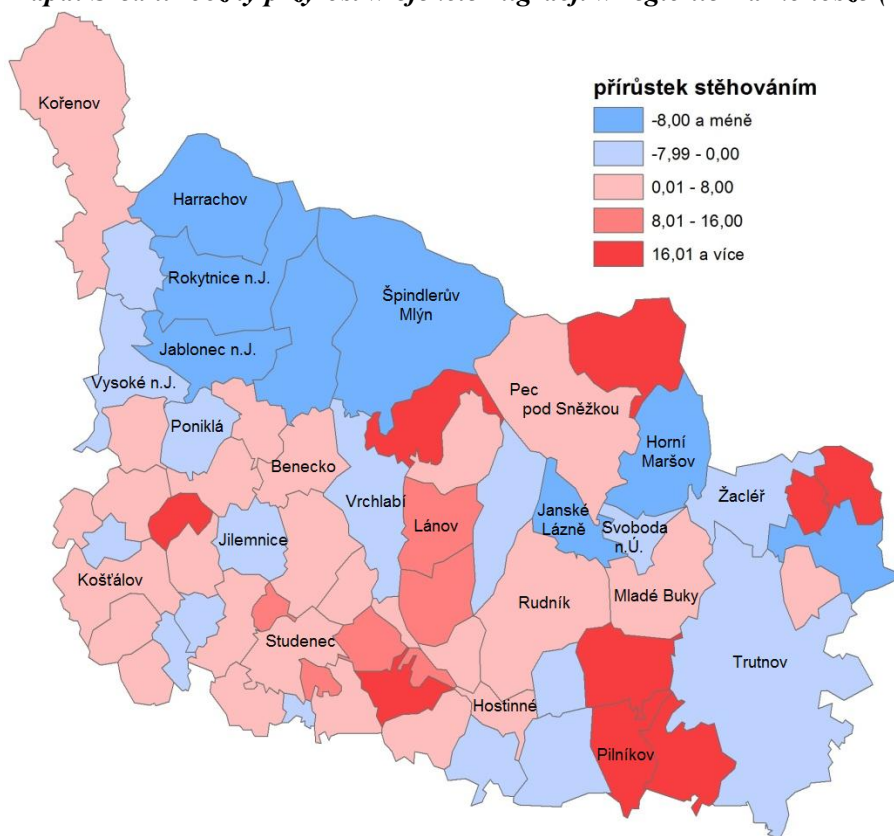 přírůstek stěhováním
-8,00 a méně
-7,99 - 0,00
0,01 - 8,00
8,01 - 16,00
16,01 a více
Kořenov
Harrachov
Rokytnice n.J.
Špindlerův
Mlýn
Jablonec n.J.
Vysoké n.J.
Pec
pod Sněžkou
Poniklá
Horní
Maršov
Benecko
Žacléř
Vrchlabí
Lánov
Janské
Lázně
Svoboda
n.Ú.
Jilemnice
Košťálov
Rudník
Mladé Buky
Studenec
Trutnov
Hostinné
Pilníkov